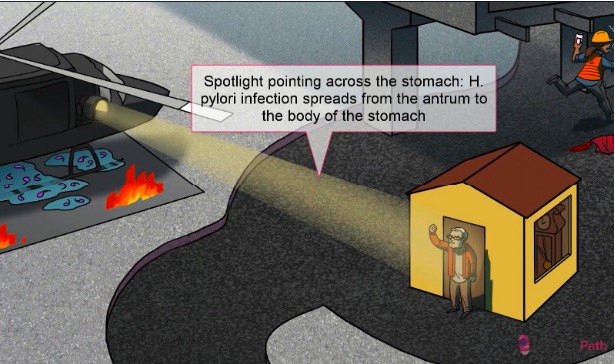 Spotlight pointing across the stomach: H.
pylori infection spreads from the antrum to
the body of the stomach
Path